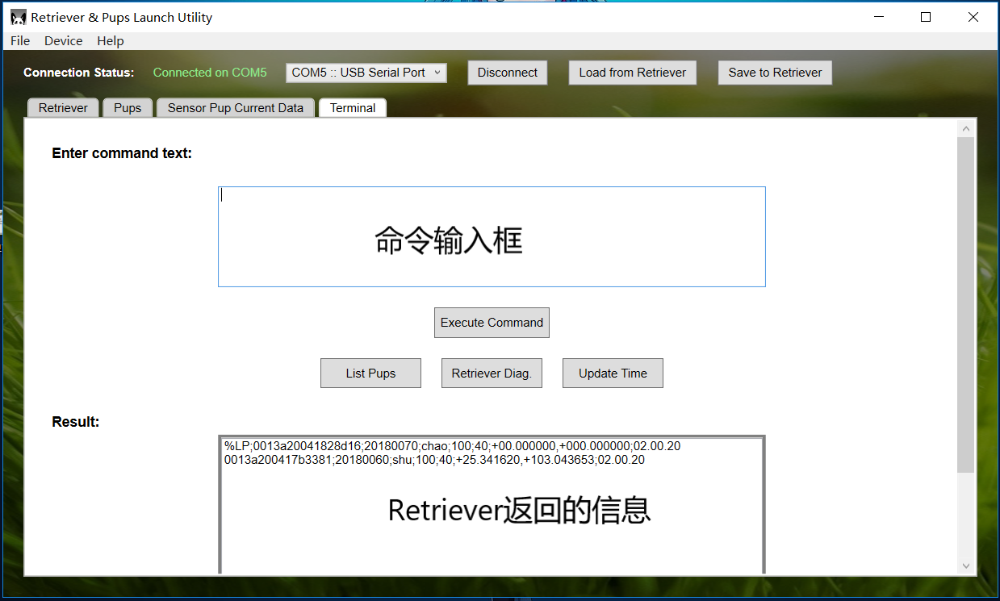 Retriever & Pups Launch Utility
File Device Help
Connection Status: Connected on COM5 COM5 :: USB Serial Port Disconnect Load from Retriever Save to Retriever
Retriever Pups Sensor Pup Current Data Terminal
Enter command text:
命令输入框
Execute Command
List Pups Retriever Diag. Update Time
Result:
%LP;0013a20041828d16;20180070;chao;100;40;+00.000000,+000.000000;02.00.20
0013a200417b3381;20180060;shu;100;40;+25.341620,+103.043653;02.00.20
Retriever返回的信息